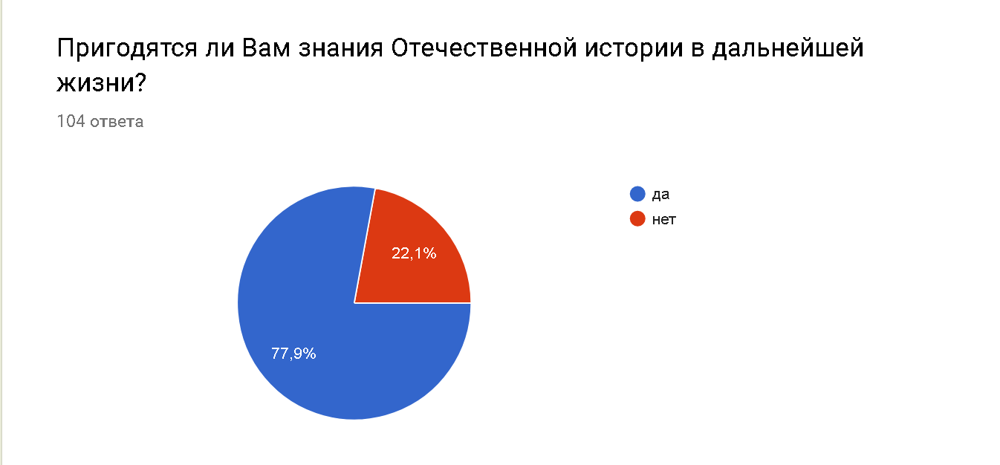 Пригодятся ли Вам знания Отечественной истории в дальнейшей
жизни?
104 ответа
да
нет
22,1%
77,9%